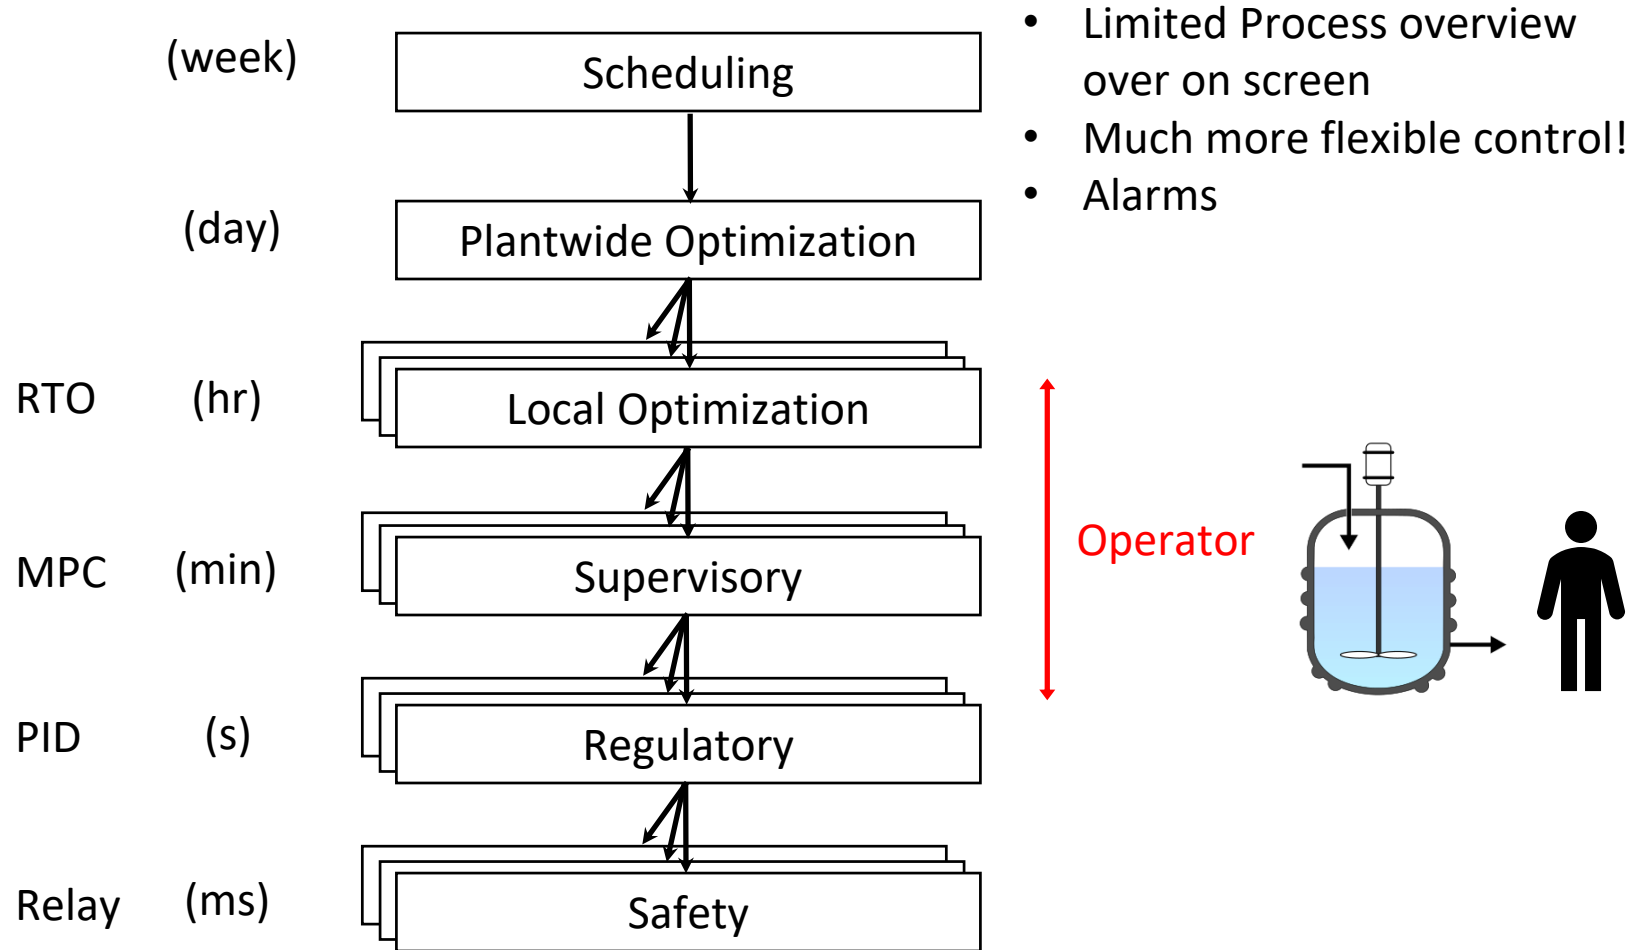 (week)
Scheduling
• Limited Process overview
over on screen
• Much more flexible control!
• Alarms
(day)
Plantwide Optimization
RTO
(hr)
Local Optimization
Operator
MPC
(min)
Supervisory
PID
(s)
Regulatory
Relay
(ms)
Safety